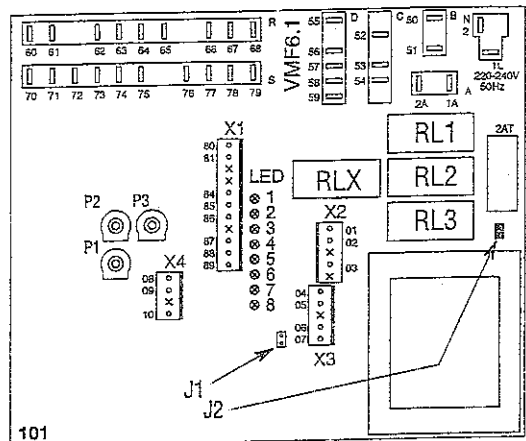 R
60 61 62 63 64 65 66 67 68
S
70 71 72 73 74 75 76 77 78 79
VMF6.1
55 D
56
57
58
59
C
52
53
54
50 B
51
N
2
1L
220-240V
50Hz
A
2A 1A
X1
80
81
84
85
86
87
88
89
LED
1
2
3
4
5
6
7
8
RLX
RL1
RL2
RL3
2AT
X2
01
02
03
P2 P3
P1
X4
08
09
10
04
05
06
07
X3
J1
J2
101